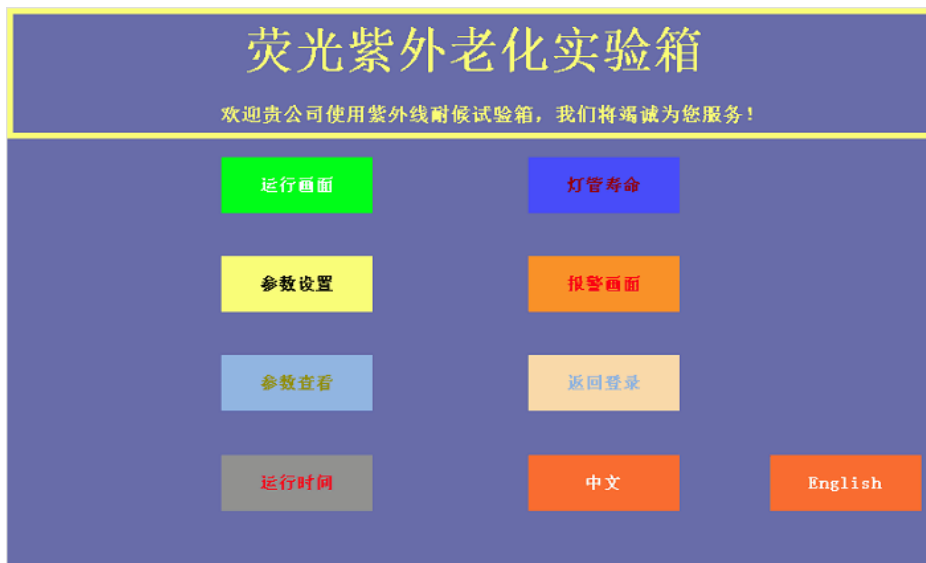 荧光紫外老化实验箱
欢迎贵公司使用紫外线耐候试验箱，我们将竭诚为您服务！
运行画面 灯管寿命
参数设置 报警画面
参数查看 返回登录
运行时间 中文 English